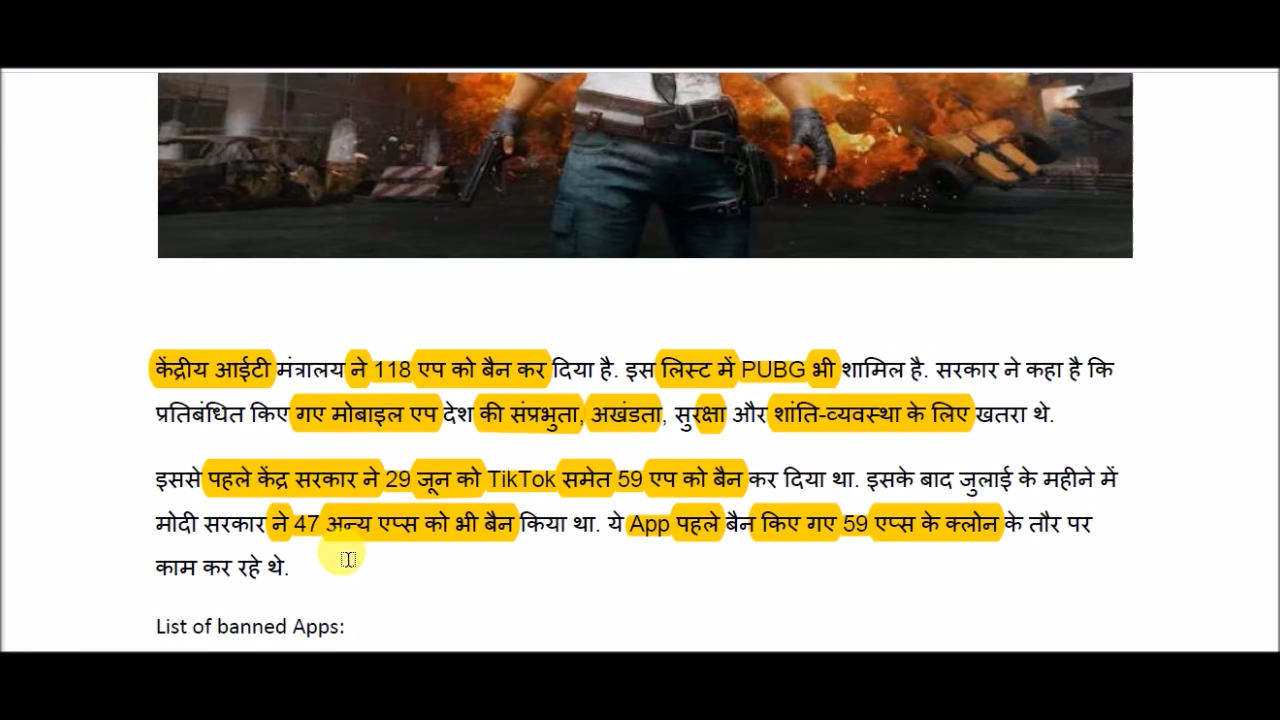 केंद्रीय आईटी मंत्रालय ने 118 एप को बैन कर दिया है. इस लिस्ट में PUBG भी शामिल है. सरकार ने कहा है कि
प्रतिबंधित किए गए मोबाइल एप देश की संप्रभुता, अखंडता, सुरक्षा और शांति-व्यवस्था के लिए खतरा थे.
इससे पहले केंद्र सरकार ने 29 जून को TikTok समेत 59 एप को बैन कर दिया था. इसके बाद जुलाई के महीने में
मोदी सरकार ने 47 अन्य एप्स को भी बैन किया था. ये App पहले बैन किए गए 59 एप्स के क्लोन के तौर पर
काम कर रहे थे.
List of banned Apps: